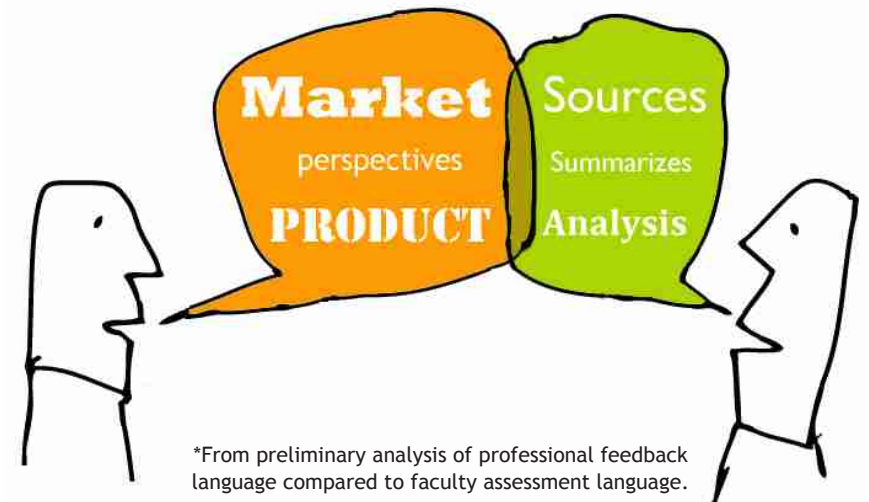 Market
perspectives
PRODUCT
Sources
Summarizes
Analysis
*From preliminary analysis of professional feedback
language compared to faculty assessment language.